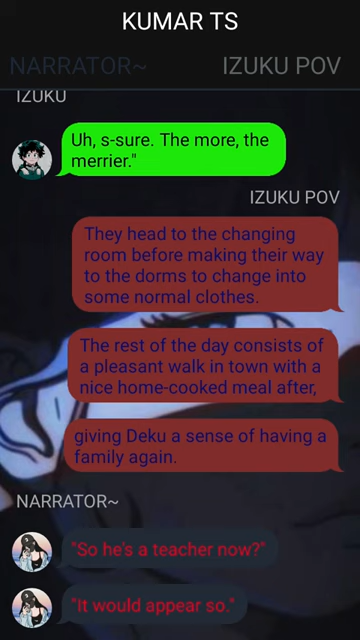 KUMAR TS
NARRATOR~ IZUKU POV
IZUKU
Uh, s-sure. The more, the
merrier."
IZUKU POV
They head to the changing
room before making their way
to the dorms to change into
some normal clothes.
The rest of the day consists of
a pleasant walk in town with a
nice home-cooked meal after,
giving Deku a sense of having a
family again.
NARRATOR~
"So he's a teacher now?"
"It would appear so."